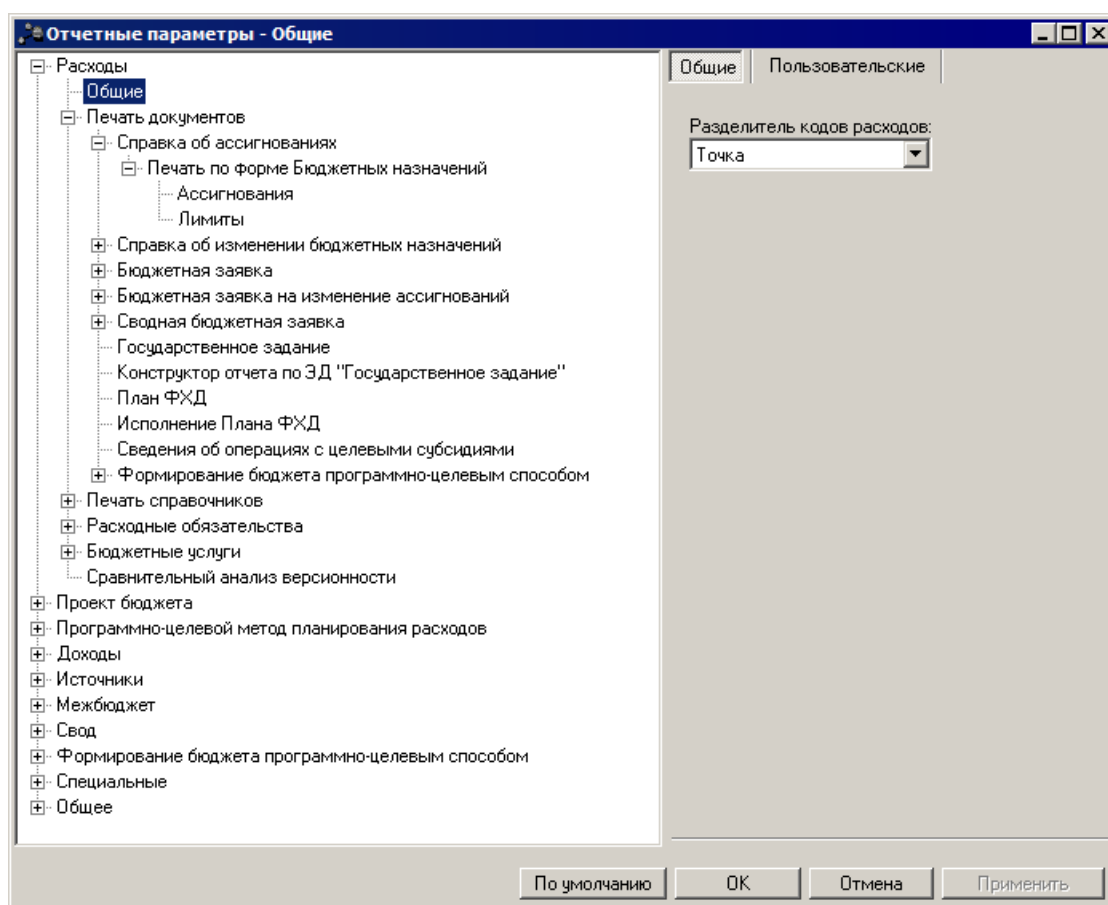 Отчетные параметры - Общие
Расходы
Общие
Печать документов
Справка об ассигнованиях
Печать по форме Бюджетных назначений
Ассигнования
Лимиты
Справка об изменении бюджетных назначений
Бюджетная заявка
Бюджетная заявка на изменение ассигнований
Сводная бюджетная заявка
Государственное задание
Конструктор отчета по ЭД "Государственное задание"
План ФХД
Исполнение Плана ФХД
Сведения об операциях с целевыми субсидиями
Формирование бюджета программно-целевым способом
Печать справочников
Расходные обязательства
Бюджетные услуги
Сравнительный анализ версионности
Проект бюджета
Программно-целевой метод планирования расходов
Доходы
Источники
Межбюджет
Свод
Формирование бюджета программно-целевым способом
Специальные
Общее
Общие Пользовательские
Разделитель кодов расходов:
Точка
По умолчанию OK Отмена Применить